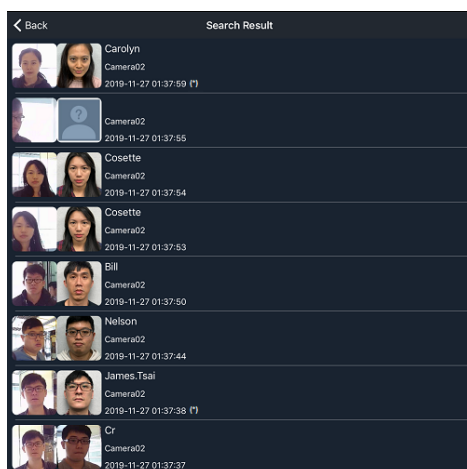 Back
Search Result
Carolyn
Camera02
2019-11-27 01:37:59 (*)
Camera02
2019-11-27 01:37:55
Cosette
Camera02
2019-11-27 01:37:54
Cosette
Camera02
2019-11-27 01:37:53
Bill
Camera02
2019-11-27 01:37:50
Nelson
Camera02
2019-11-27 01:37:44
James.Tsai
Camera02
2019-11-27 01:37:38 (*)
Cr
Camera02
2019-11-27 01:37:37